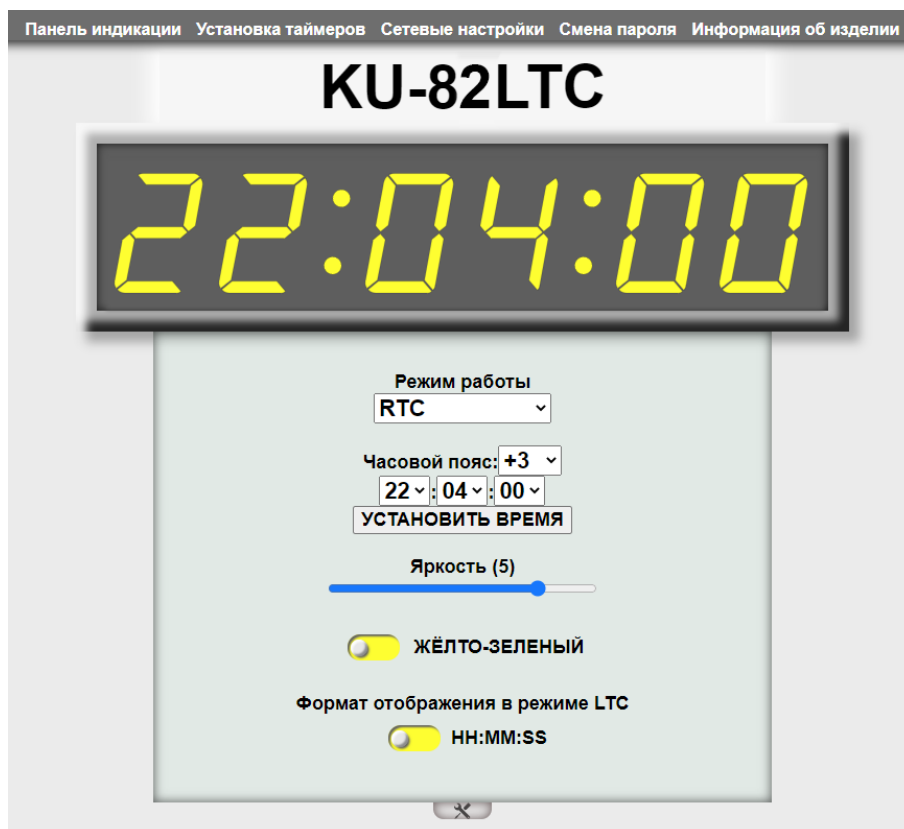 Панель индикации Установка таймеров Сетевые настройки Смена пароля Информация об изделии
KU-82LTC
22:04:00
Режим работы
RTC
Часовой пояс: +3
22 : 04 : 00
УСТАНОВИТЬ ВРЕМЯ
Яркость (5)
ЖЁЛТО-ЗЕЛЕНЫЙ
Формат отображения в режиме LTC
HH:MM:SS